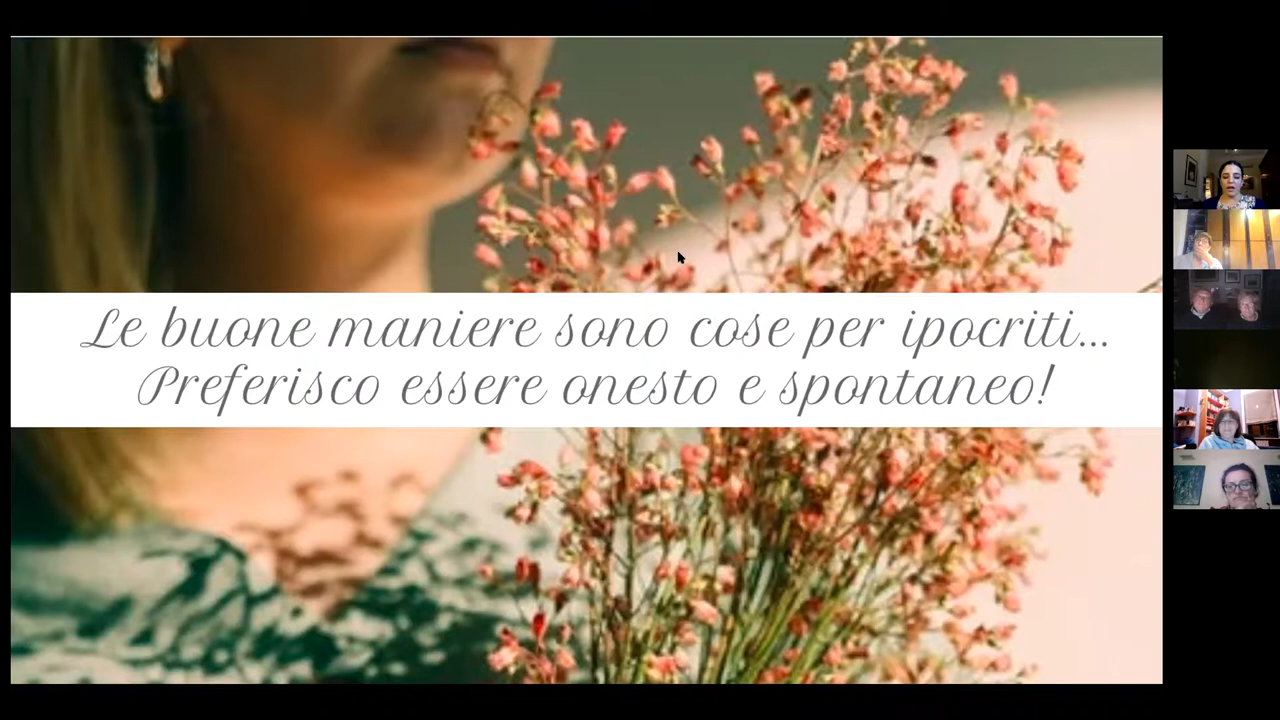 Le buone maniere sono cose per ipocriti...
Preferisco essere onesto e spontaneo!